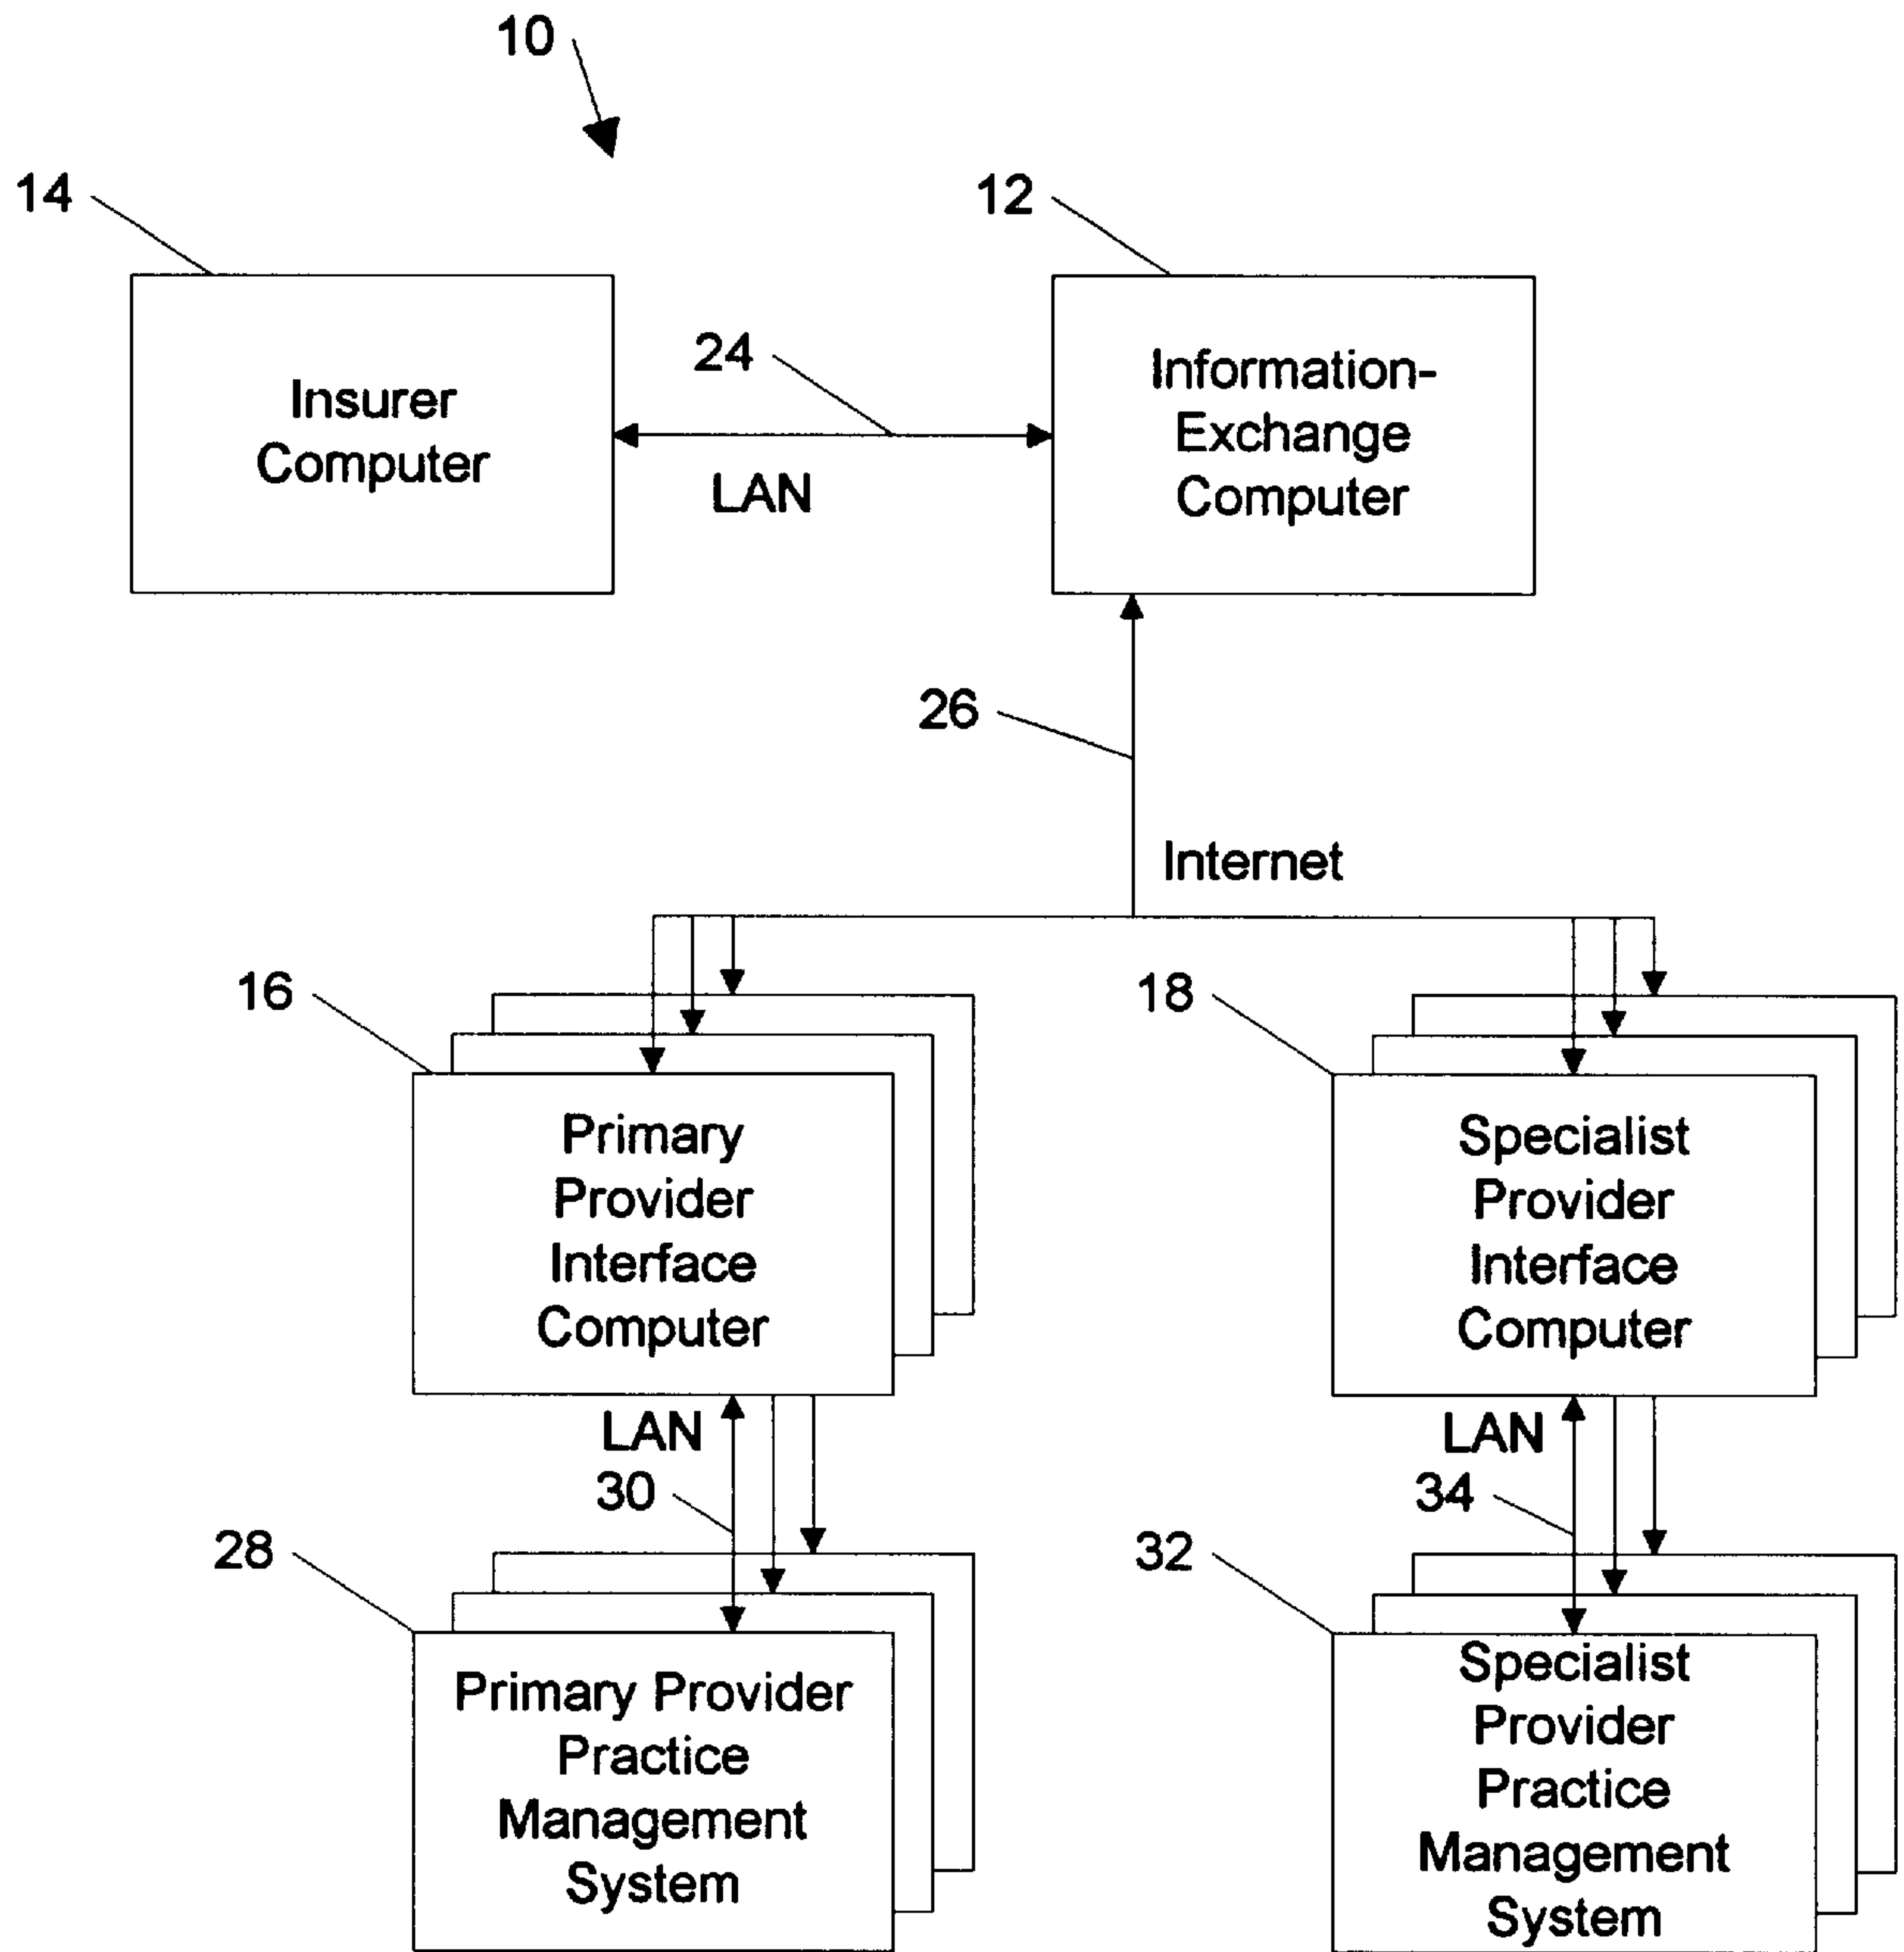 10
14
12
Insurer
Computer
24
LAN
Information-
Exchange
Computer
26
Internet
16
18
Primary
Provider
Interface
Computer
Specialist
Provider
Interface
Computer
LAN
30
LAN
34
28
32
Primary Provider
Practice
Management
System
Specialist
Provider
Practice
Management
System